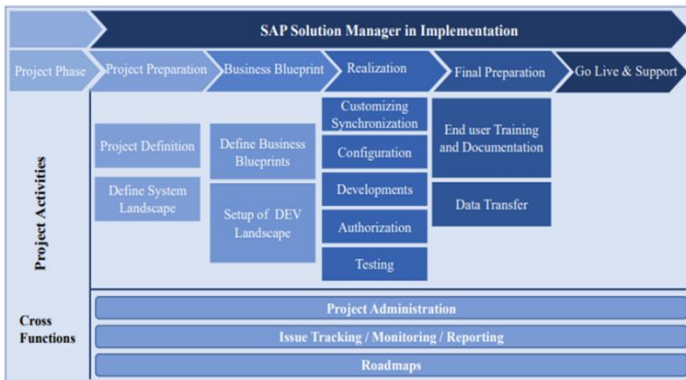 SAP Solution Manager in Implementation
Project Phase
Project Preparation
Business Blueprint
Realization
Final Preparation
Go Live & Support
Project Activities
Project Definition
Define System
Landscape
Define Business
Blueprints
Setup of DEV
Landscape
Customizing
Synchronization
Configuration
Developments
Authorization
Testing
End user Training
and Documentation
Data Transfer
Cross
Functions
Project Administration
Issue Tracking / Monitoring / Reporting
Roadmaps